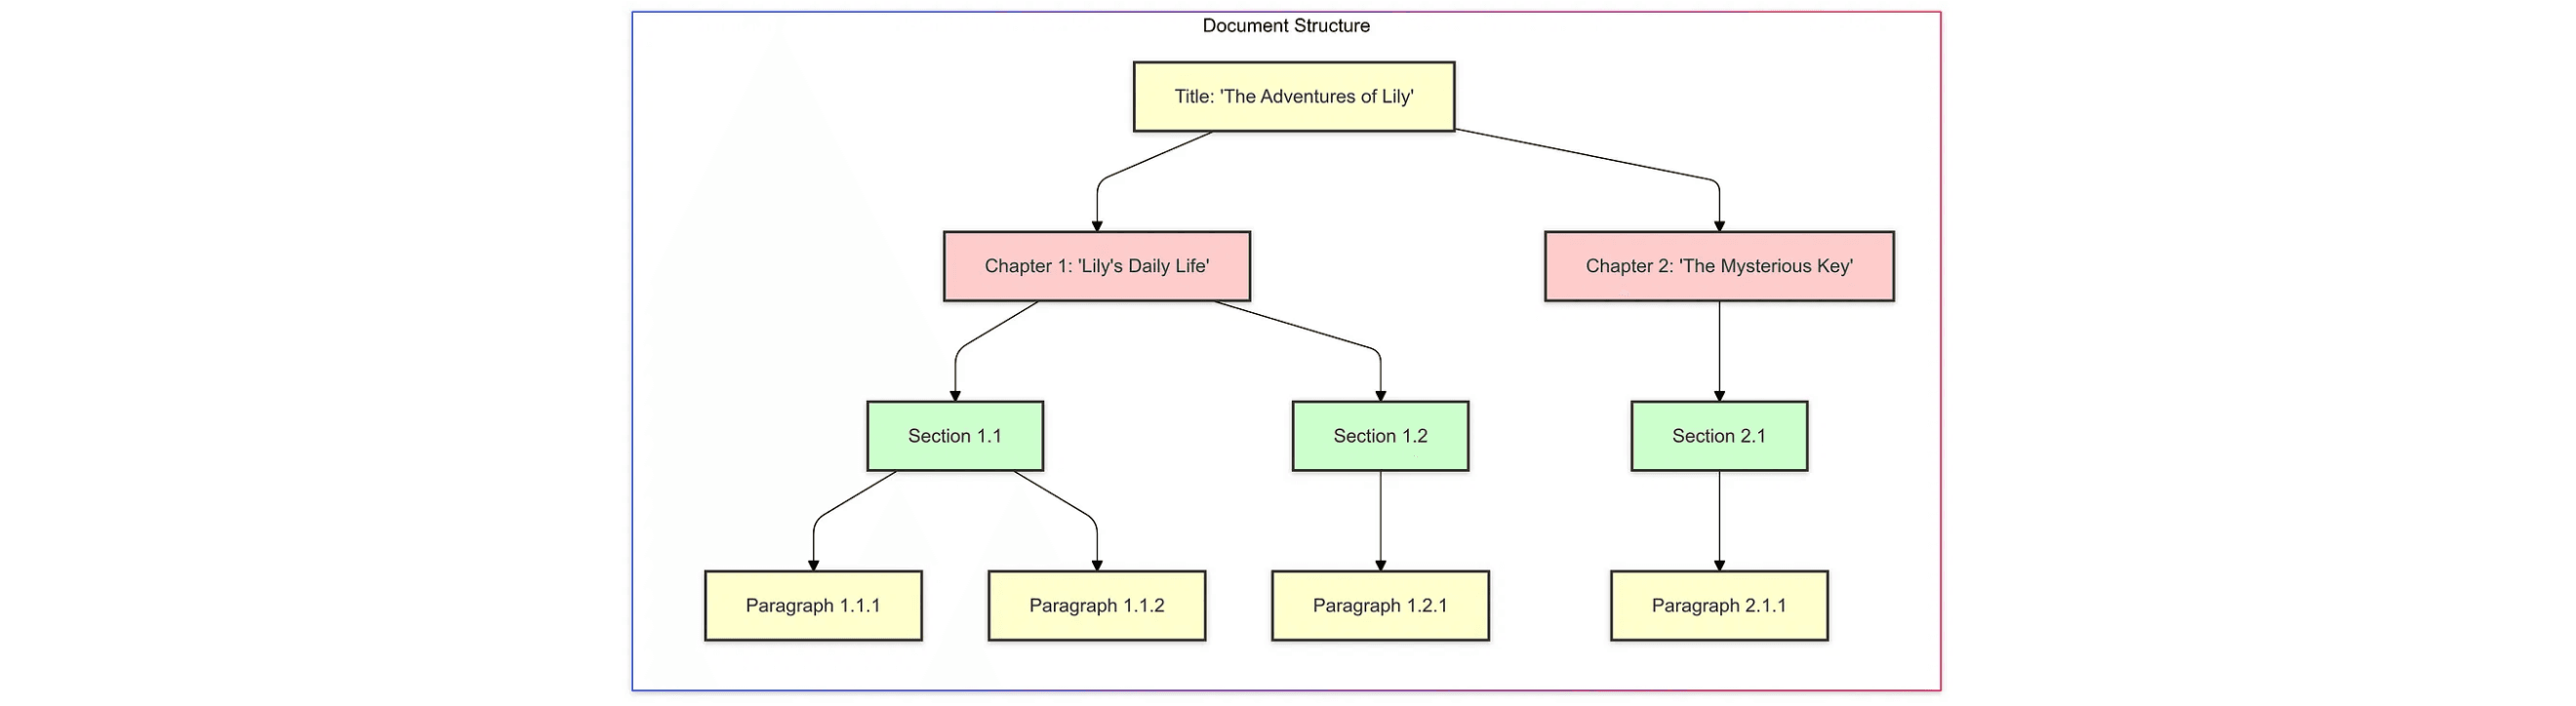 Document Structure
Title: 'The Adventures of Lily'
Chapter 1: 'Lily's Daily Life'
Chapter 2: 'The Mysterious Key'
Section 1.1
Section 1.2
Section 2.1
Paragraph 1.1.1
Paragraph 1.1.2
Paragraph 1.2.1
Paragraph 2.1.1